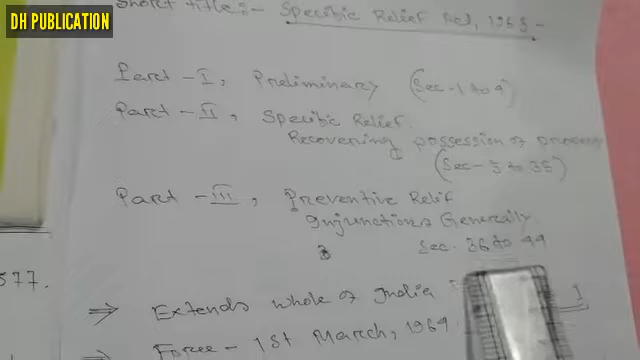 DH PUBLICATION
Short title:- Specific Relief Act, 1963 -
Part - I, Preliminary (Sec - 1 to 4)
Part - II, Specific Relief.
Recovering possession of property
(Sec - 5 to 35)
Part - III, Preventive Relif
Injunctions Generally
Sec. 36 to 44
577.
⇒ Extends whole of India
⇒ Force - 1st March, 1964